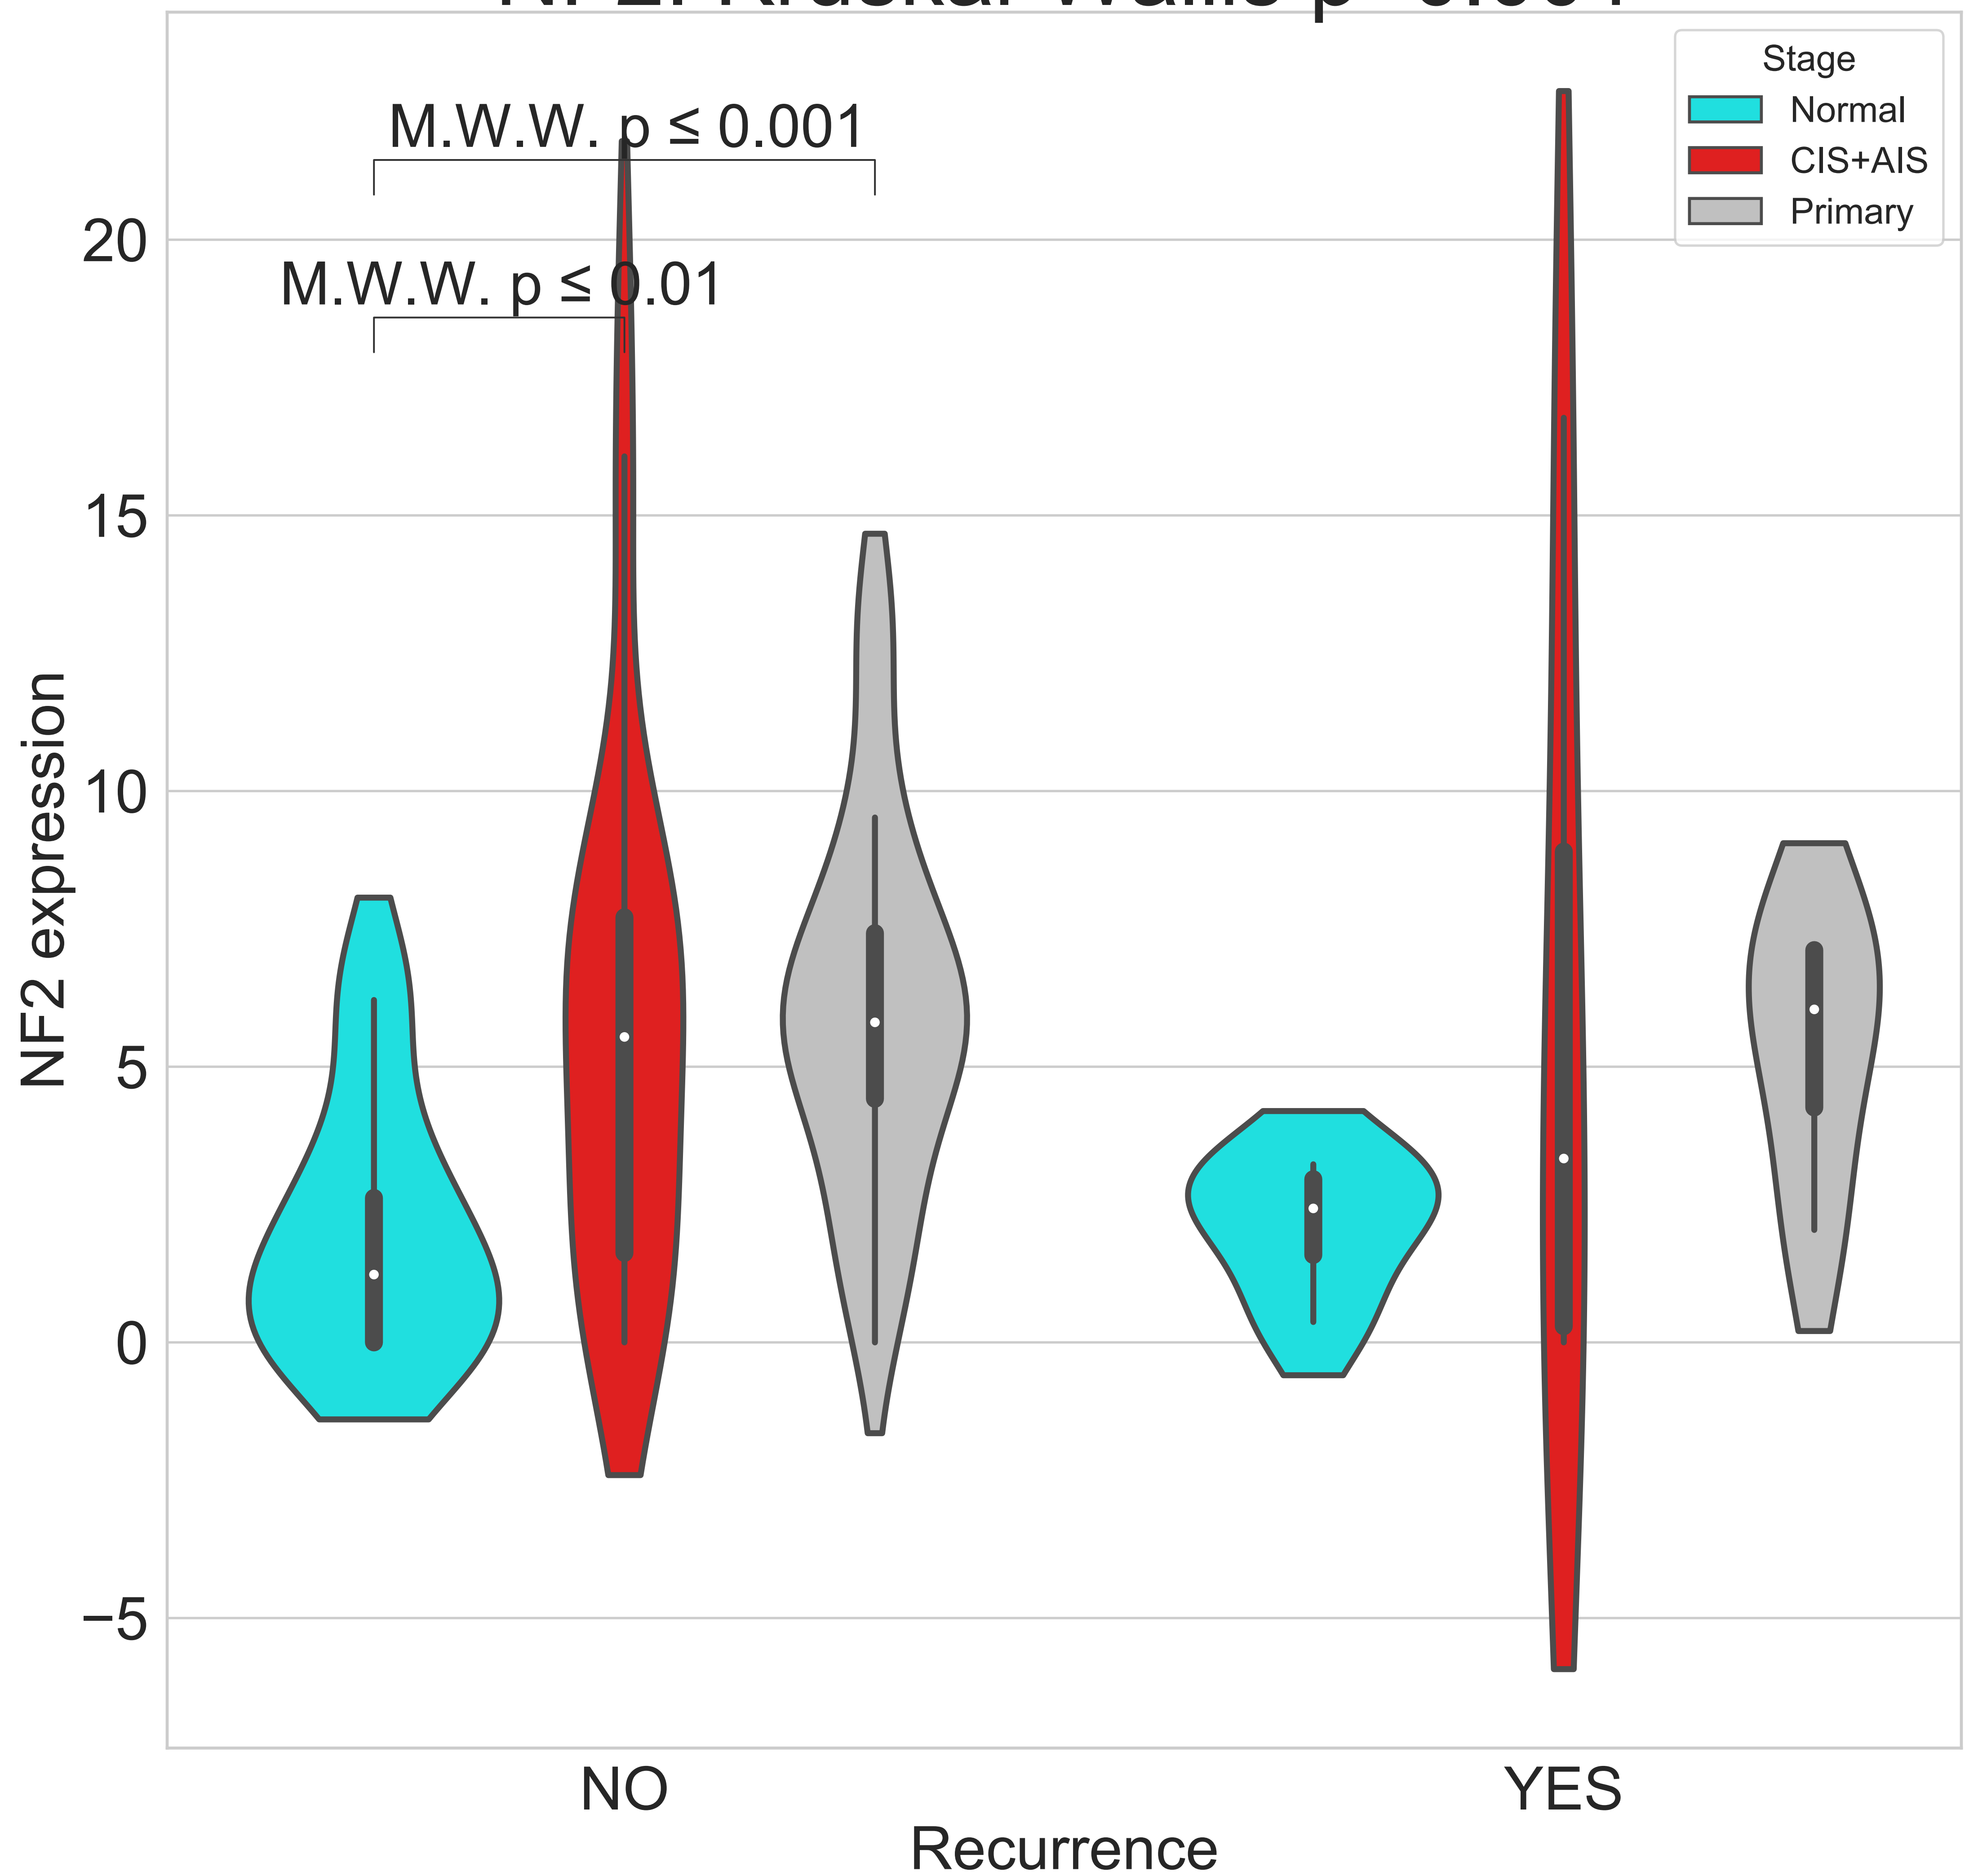 Stage
Normal
CIS+AIS
Primary
M.W.W. p ≤ 0.001
M.W.W. p ≤ 0.01
NF2 expression
20
15
10
5
0
−5
NO
YES
Recurrence